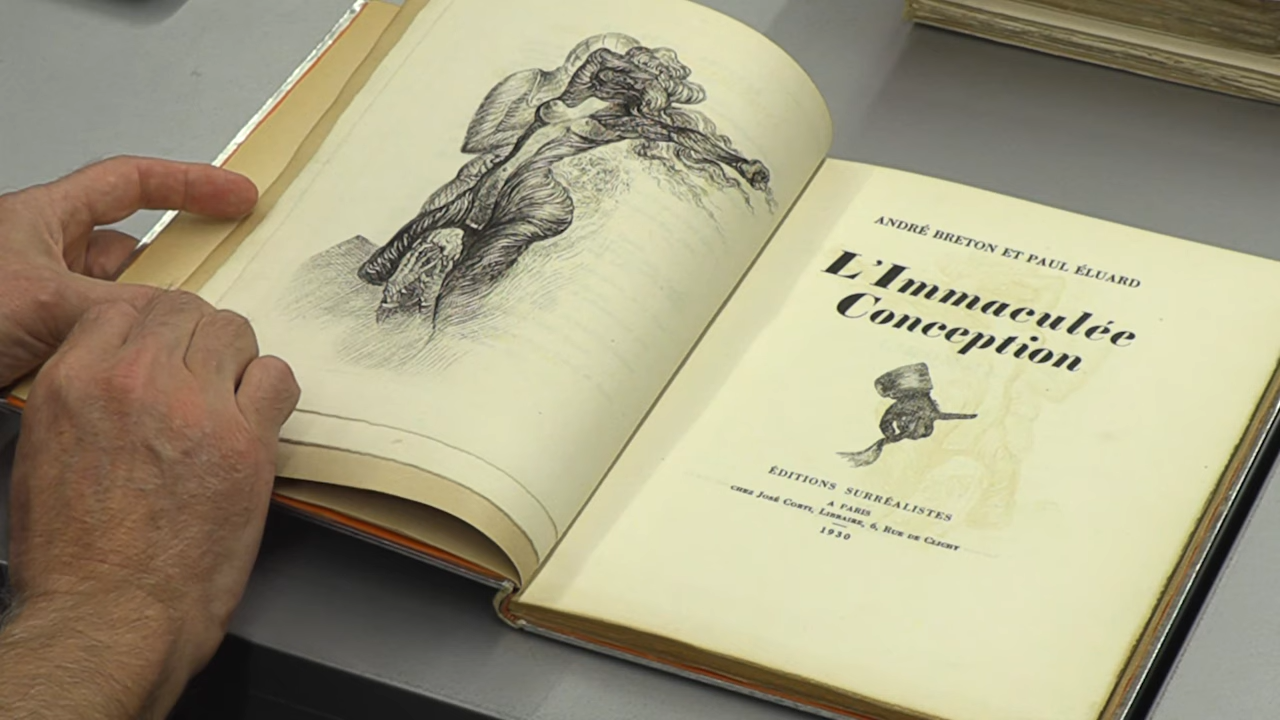 ANDRÉ BRETON ET PAUL ÉLUARD
L'Immaculée
Conception
ÉDITIONS SURRÉALISTES
A PARIS
CHEZ JOSÉ CORTI, LIBRAIRE, 6, RUE DE CLICHY
1930